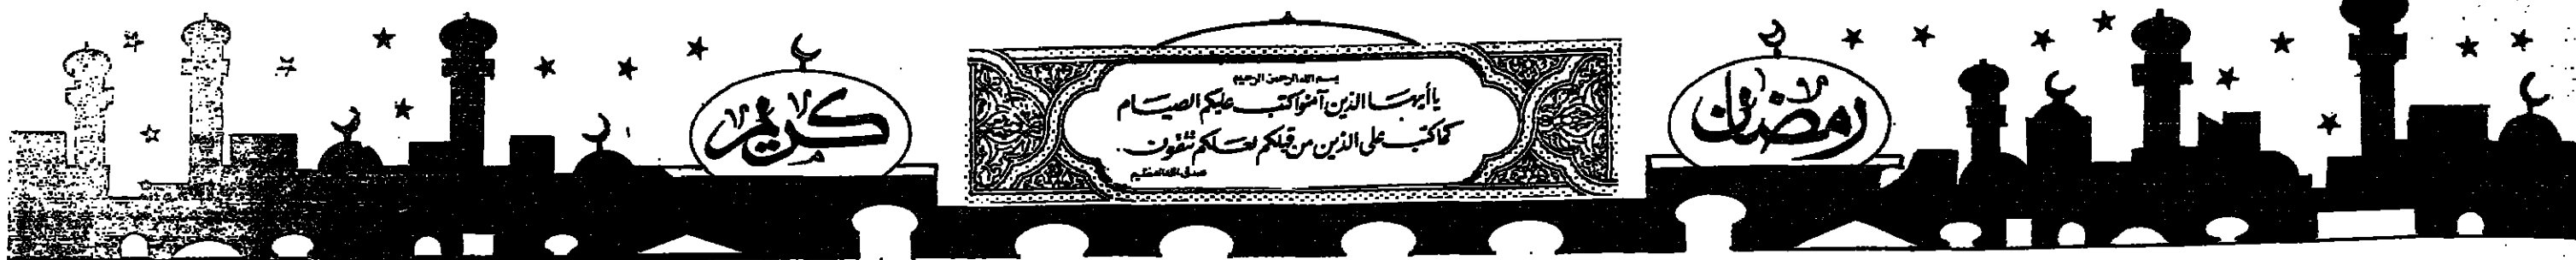 رمضان
بسم الله الرحمن الرحيم
يا أيها الذين آمنوا كتب عليكم الصيام
كما كتب على الذين من قبلكم لعلكم تتقون .
صدق الله العظيم
كريم